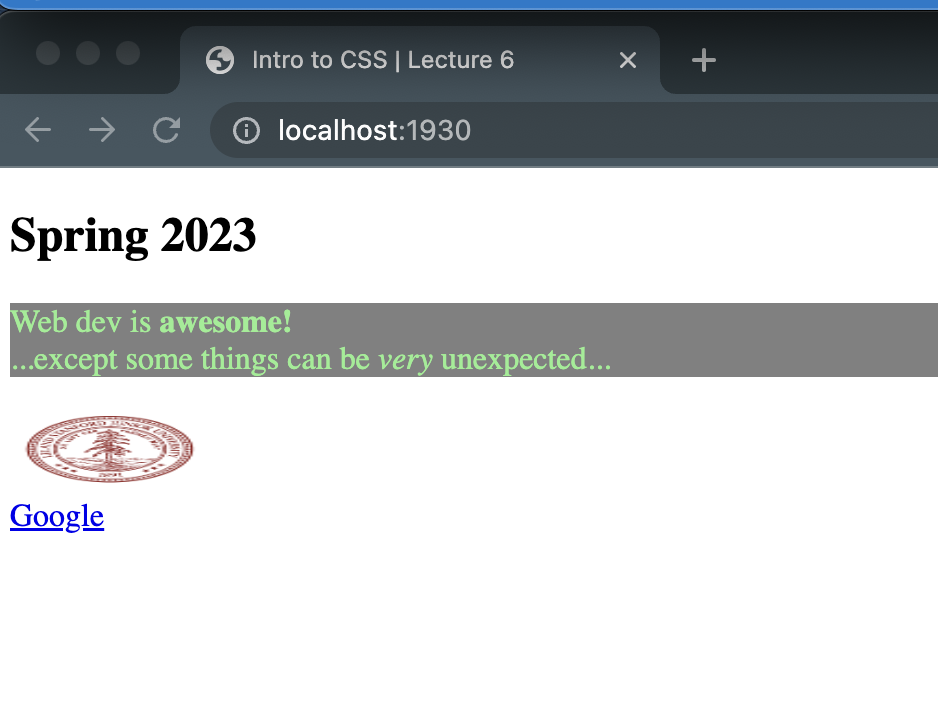 Intro to CSS | Lecture 6
localhost:1930
Spring 2023
Web dev is awesome!
...except some things can be very unexpected...
Google